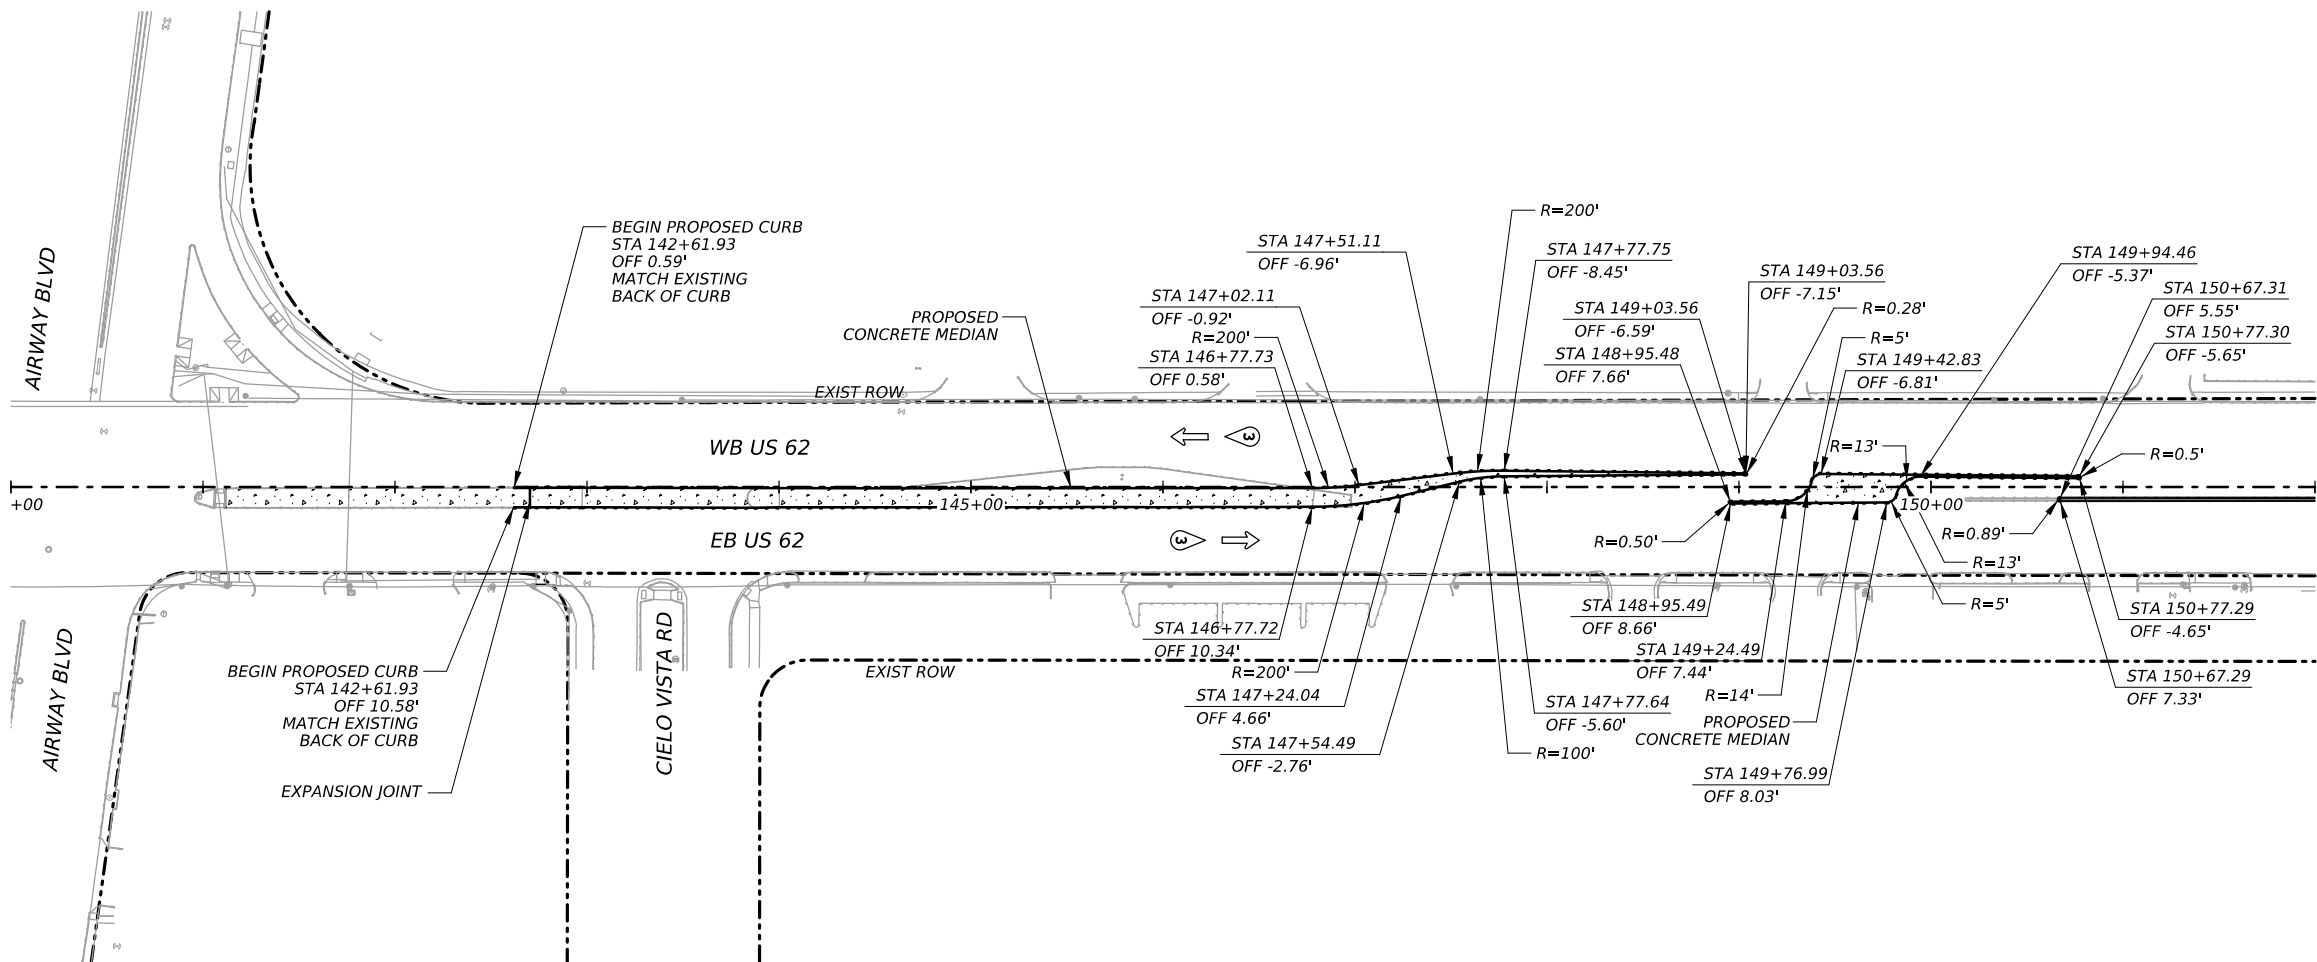 AIRWAY BLVD
AIRWAY BLVD
BEGIN PROPOSED CURB
STA 142+61.93
OFF 0.59'
MATCH EXISTING
BACK OF CURB
PROPOSED
CONCRETE MEDIAN
EXIST ROW
WB US 62
EB US 62
+00
145+00
150+00
3
3
STA 147+51.11
OFF -6.96'
STA 147+02.11
OFF -0.92'
R=200'
STA 146+77.73
OFF 0.58'
R=200'
STA 147+77.75
OFF -8.45'
STA 149+03.56
OFF -6.59'
STA 148+95.48
OFF 7.66'
STA 149+03.56
OFF -7.15'
R=0.28'
R=5'
STA 149+42.83
OFF -6.81'
STA 149+94.46
OFF -5.37'
STA 150+67.31
OFF 5.55'
STA 150+77.30
OFF -5.65'
R=13'
R=0.5'
R=0.50'
R=0.89'
R=13'
R=5'
BEGIN PROPOSED CURB
STA 142+61.93
OFF 10.58'
MATCH EXISTING
BACK OF CURB
EXPANSION JOINT
CIELO VISTA RD
EXIST ROW
STA 146+77.72
OFF 10.34'
R=200'
STA 147+24.04
OFF 4.66'
STA 147+54.49
OFF -2.76'
STA 147+77.64
OFF -5.60'
R=100'
STA 148+95.49
OFF 8.66'
STA 149+24.49
OFF 7.44'
R=14'
PROPOSED
CONCRETE MEDIAN
STA 149+76.99
OFF 8.03'
STA 150+77.29
OFF -4.65'
STA 150+67.29
OFF 7.33'